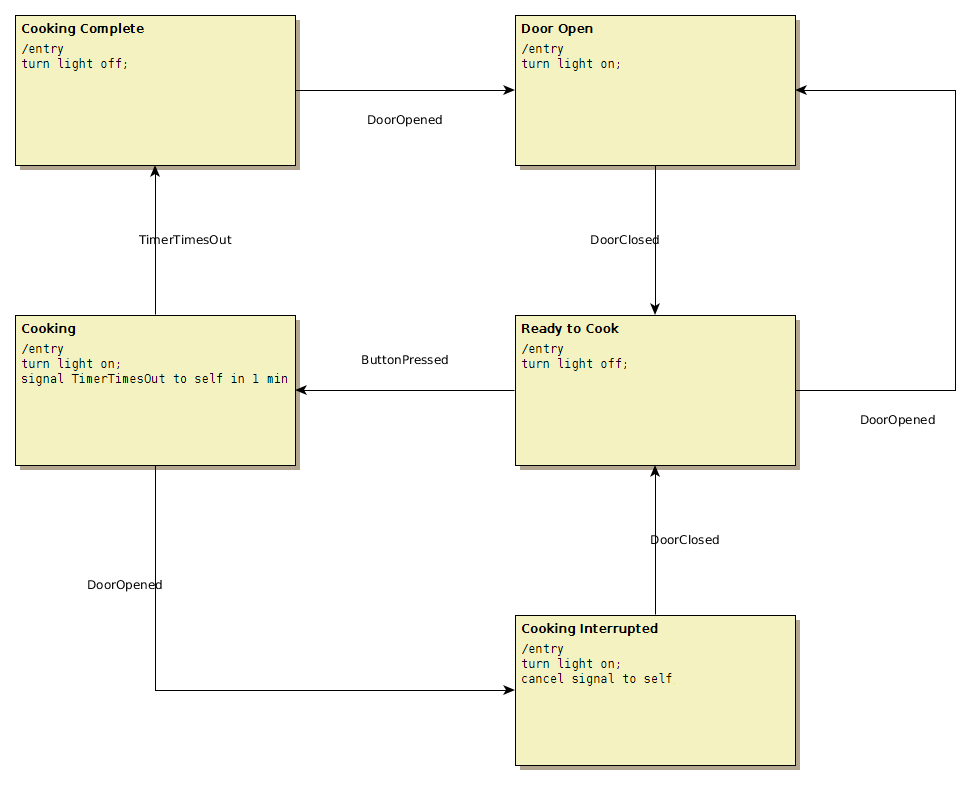 Cooking Complete
/entry
turn light off;
Door Open
/entry
turn light on;
DoorOpened
TimerTimesOut
DoorClosed
Cooking
/entry
turn light on;
signal TimerTimesOut to self in 1 min
ButtonPressed
Ready to Cook
/entry
turn light off;
DoorOpened
DoorClosed
DoorOpened
Cooking Interrupted
/entry
turn light on;
cancel signal to self